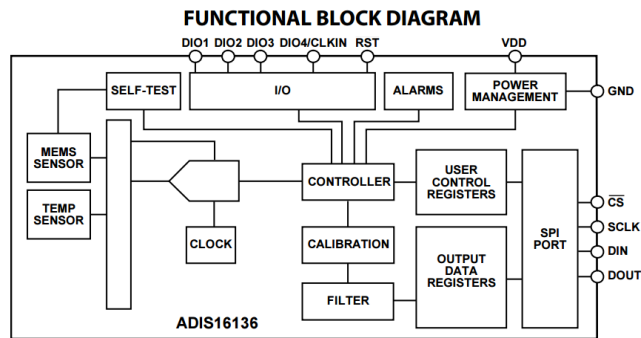 FUNCTIONAL BLOCK DIAGRAM
DIO1 DIO2 DIO3 DIO4/CLKIN RST VDD
SELF-TEST
I/O
ALARMS
POWER
MANAGEMENT
GND
MEMS
SENSOR
TEMP
SENSOR
CLOCK
CONTROLLER
CALIBRATION
FILTER
USER
CONTROL
REGISTERS
OUTPUT
DATA
REGISTERS
SPI
PORT
CS
SCLK
DIN
DOUT
ADIS16136